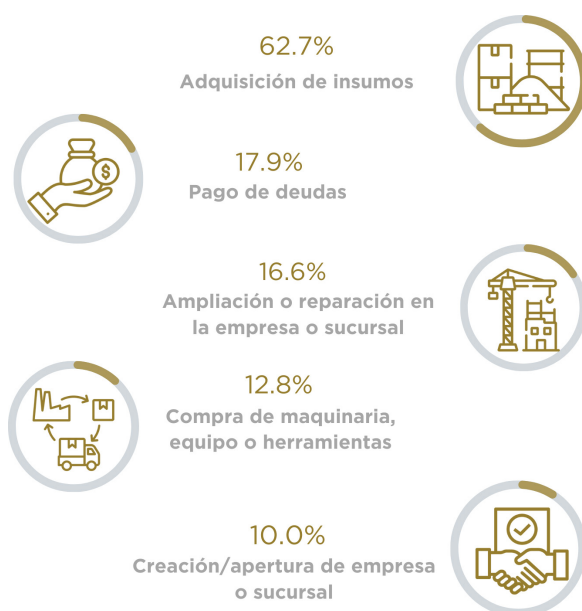 62.7%
Adquisición de insumos
17.9%
Pago de deudas
16.6%
Ampliación o reparación en
la empresa o sucursal
12.8%
Compra de maquinaria,
equipo o herramientas
10.0%
Creación/apertura de empresa
o sucursal
$